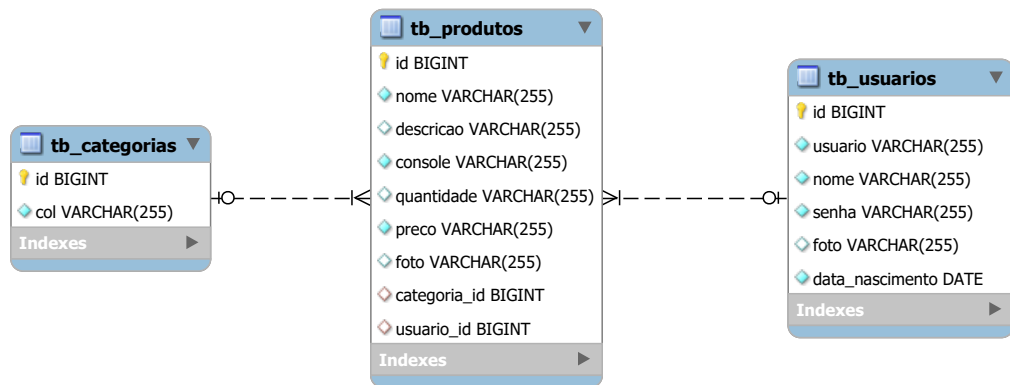 tb_categorias
id BIGINT
col VARCHAR(255)
Indexes
tb_produtos
id BIGINT
nome VARCHAR(255)
descricao VARCHAR(255)
console VARCHAR(255)
quantidade VARCHAR(255)
preco VARCHAR(255)
foto VARCHAR(255)
categoria_id BIGINT
usuario_id BIGINT
Indexes
tb_usuarios
id BIGINT
usuario VARCHAR(255)
nome VARCHAR(255)
senha VARCHAR(255)
foto VARCHAR(255)
data_nascimento DATE
Indexes